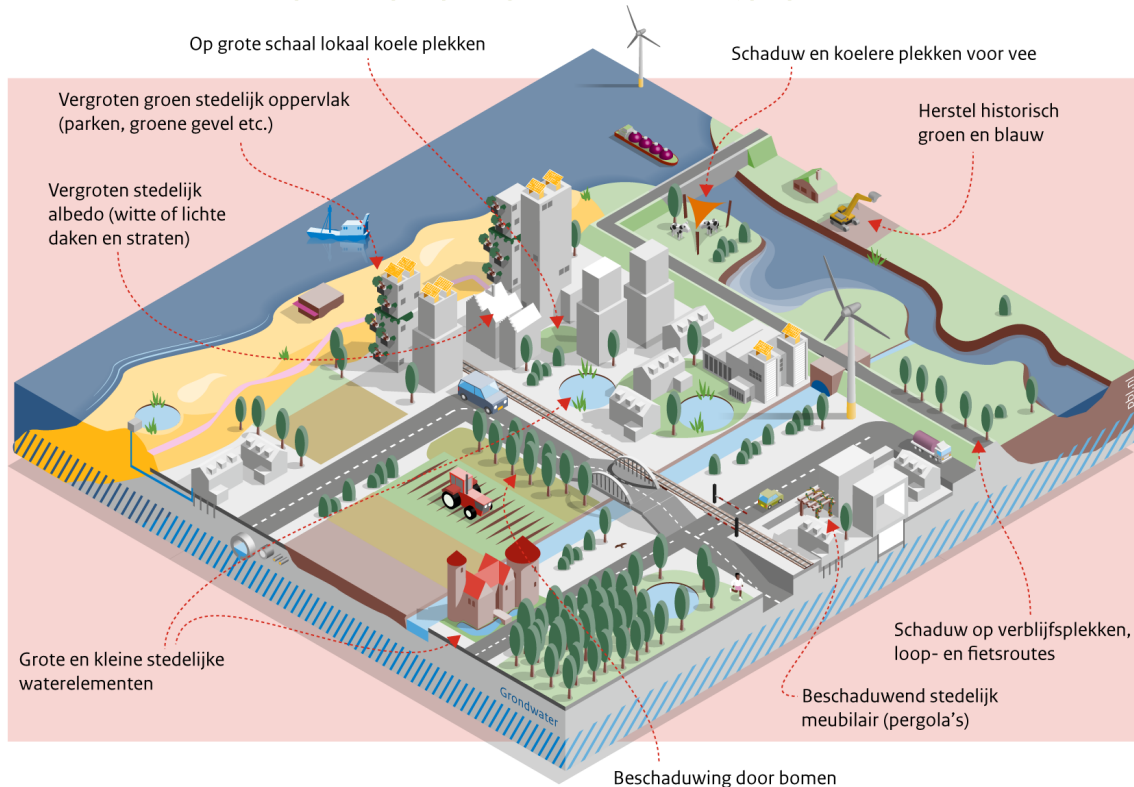 Op grote schaal lokaal koele plekken
Schaduw en koelere plekken voor vee
Vergroten groen stedelijk oppervlak
(parken, groene gevel etc.)
Herstel historisch
groen en blauw
Vergroten stedelijk
albedo (witte of lichte
daken en straten)
pbl.nl
Grote en kleine stedelijke
waterelementen
Schaduw op verblijfsplekken,
loop- en fietsroutes
Grondwater
Beschaduwend stedelijk
meubilair (pergola's)
Beschaduwing door bomen